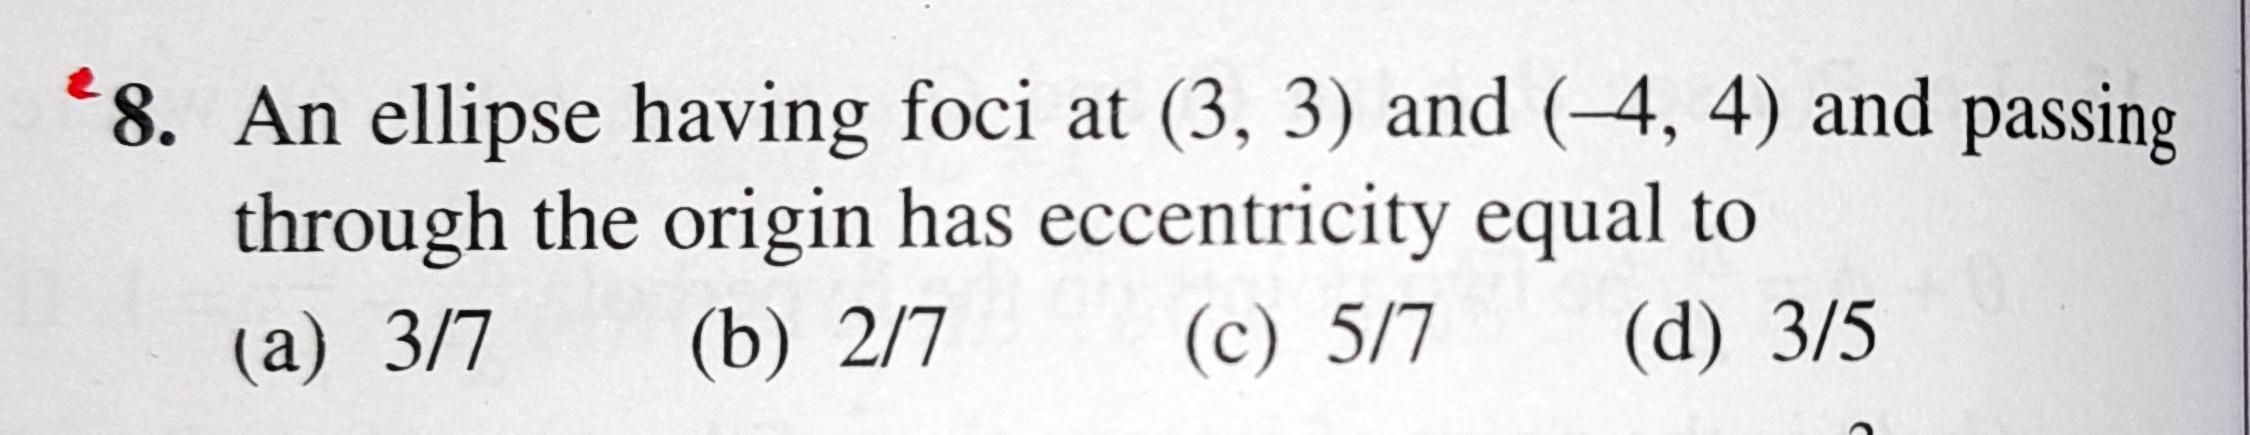 8. An ellipse having foci at (3, 3) and (–4, 4) and passing
through the origin has eccentricity equal to
(a) 3/7 (b) 2/7 (c) 5/7 (d) 3/5